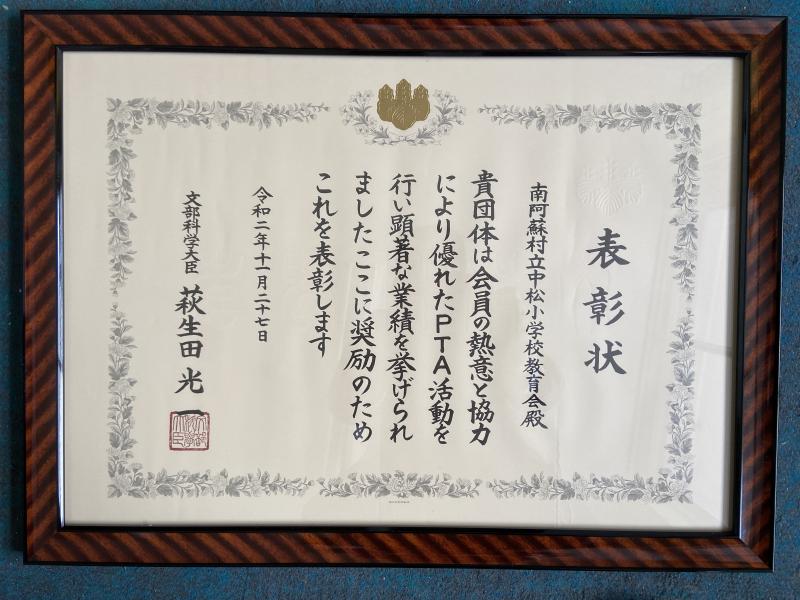 表彰状
南阿蘇村立中松小学校教育会殿
貴団体は会員の熱意と協力
により優れたPTA活動を
行い顕著な業績を挙げられ
ましたここに奨励のため
これを表彰します
令和二年十一月二十七日
文部科学大臣 萩生田光一